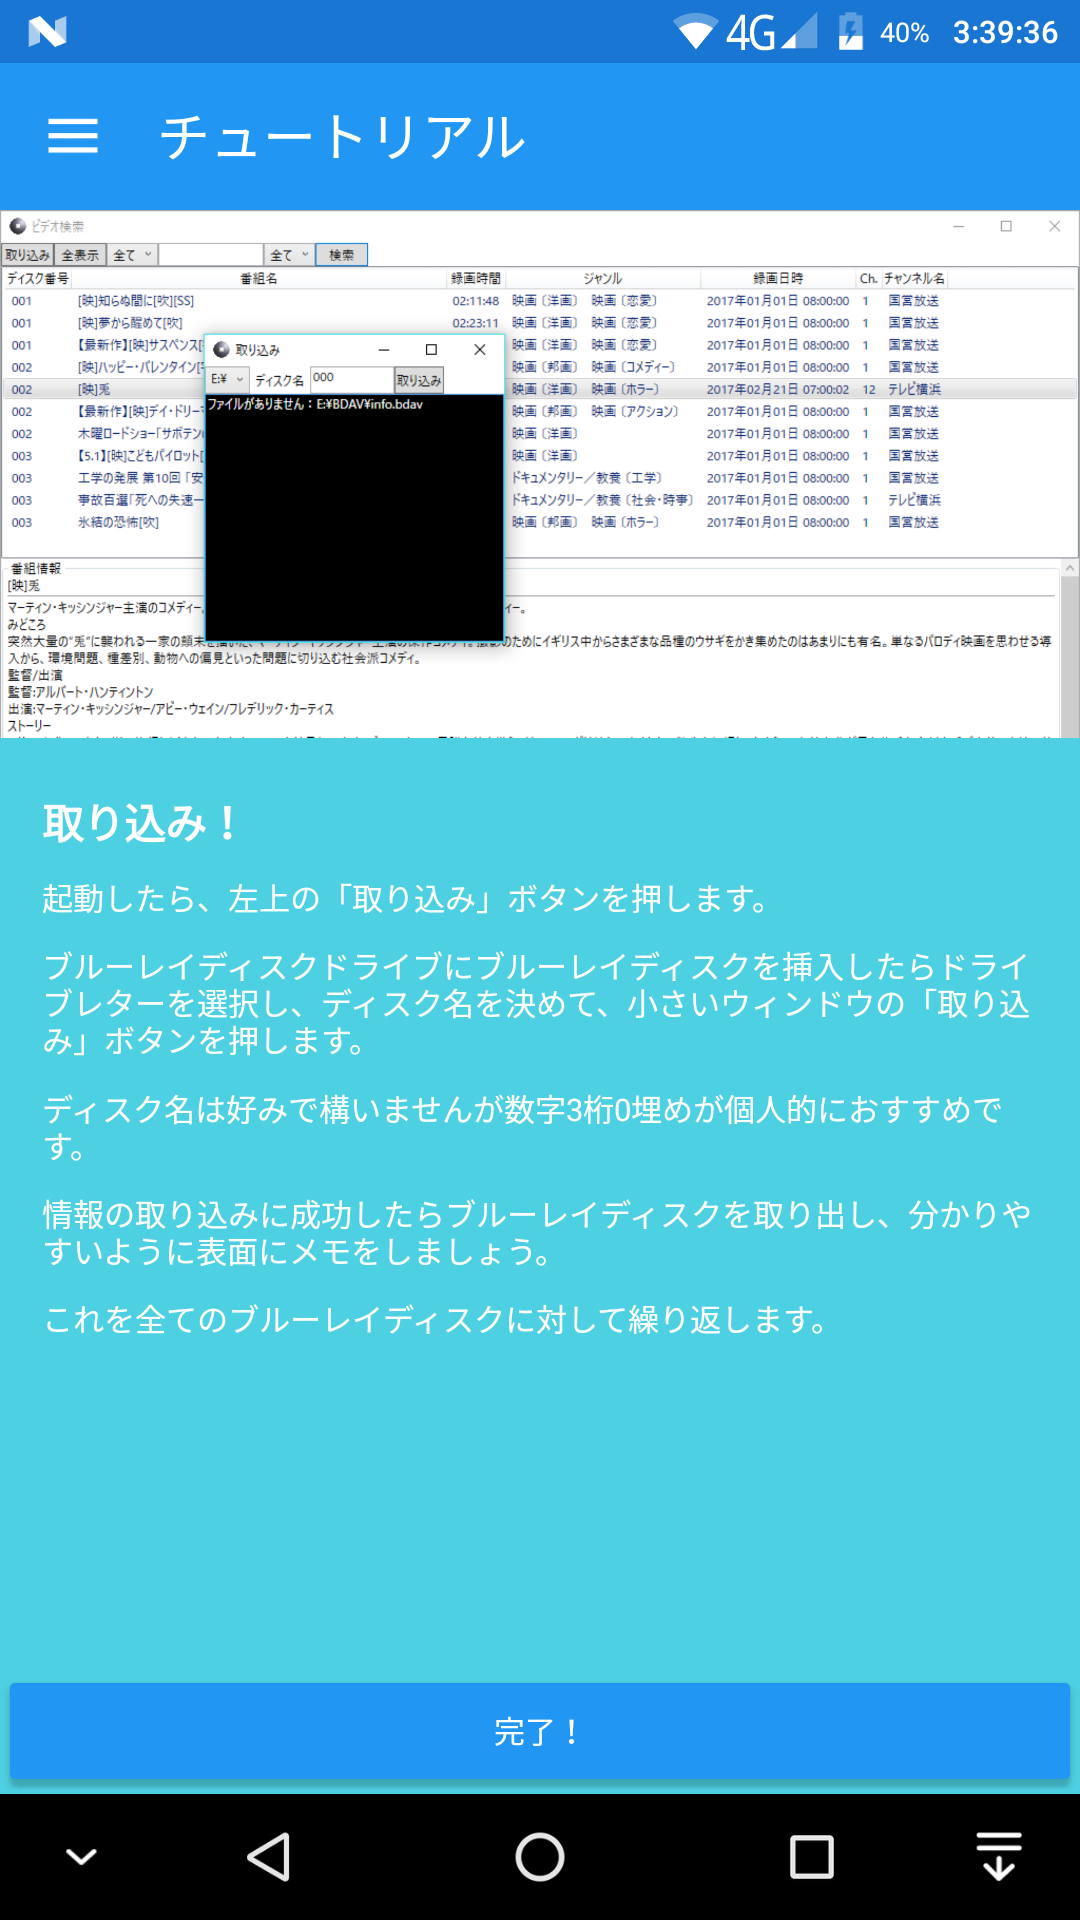 4G 40% 3:39:36
チュートリアル
ビデオ検索
取り込み 全表示 全て 全て 検索
ディスク番号 番組名 録画時間 ジャンル 録画日時 Ch. チャンネル名
001 [映]知らぬ間に[吹][SS] 02:11:48 映画〔洋画〕 映画〔恋愛〕 2017年01月01日 08:00:00 1 国営放送
001 [映]夢から醒めて[吹] 02:23:11 映画〔洋画〕 映画〔恋愛〕 2017年01月01日 08:00:00 1 国営放送
001 【最新作】[映]サスペンス 映画〔洋画〕 映画〔恋愛〕 2017年01月01日 08:00:00 1 国営放送
002 [映]ハッピー・バレンタイン 映画〔邦画〕 映画〔コメディー〕 2017年01月01日 08:00:00 1 国営放送
002 [映]兎 映画〔洋画〕 映画〔ホラー〕 2017年02月21日 07:00:02 12 テレビ横浜
002 【最新作】[映]デイ・ドリー 映画〔邦画〕 映画〔アクション〕 2017年01月01日 08:00:00 1 国営放送
002 木曜ロードショー「サボテン 映画〔洋画〕 2017年01月01日 08:00:00 1 国営放送
003 【5.1】[映]こどもパイロット[ 映画〔洋画〕 2017年01月01日 08:00:00 1 国営放送
003 工学の発展 第10回「安 ドキュメンタリー／教養〔工学〕 2017年01月01日 08:00:00 1 国営放送
003 事故百選「死への失速ー ドキュメンタリー／教養〔社会・時事〕 2017年01月01日 08:00:00 1 テレビ横浜
003 氷結の恐怖[吹] 映画〔邦画〕 映画〔ホラー〕 2017年01月01日 08:00:00 1 国営放送
取り込み
E:¥ ディスク名 000 取り込み
ファイルがありません：E:¥BDAV¥info.bdav
番組情報
[映]兎
マーティン・キッシンジャー主演のコメディー。 ィー。
みどころ
突然大量の“兎”に襲われる一家の顛末 のためにイギリス中からさまざまな品種のウサギをかき集めたのはあまりにも有名。単なるパロディ映画を思わせる導
入から、環境問題、種差別、動物への偏見といった問題に切り込む社会派コメディ。
監督/出演
監督:アルバート・ハンティントン
出演:マーティン・キッシンジャー/アビー・ウェイン/フレデリック・カーティス
ストーリー
取り込み！
起動したら、左上の「取り込み」ボタンを押します。
ブルーレイディスクドライブにブルーレイディスクを挿入したらドライ
ブレターを選択し、ディスク名を決めて、小さいウィンドウの「取り込
み」ボタンを押します。
ディスク名は好みで構いませんが数字3桁0埋めが個人的におすすめで
す。
情報の取り込みに成功したらブルーレイディスクを取り出し、分かりや
すいように表面にメモをしましょう。
これを全てのブルーレイディスクに対して繰り返します。
完了！